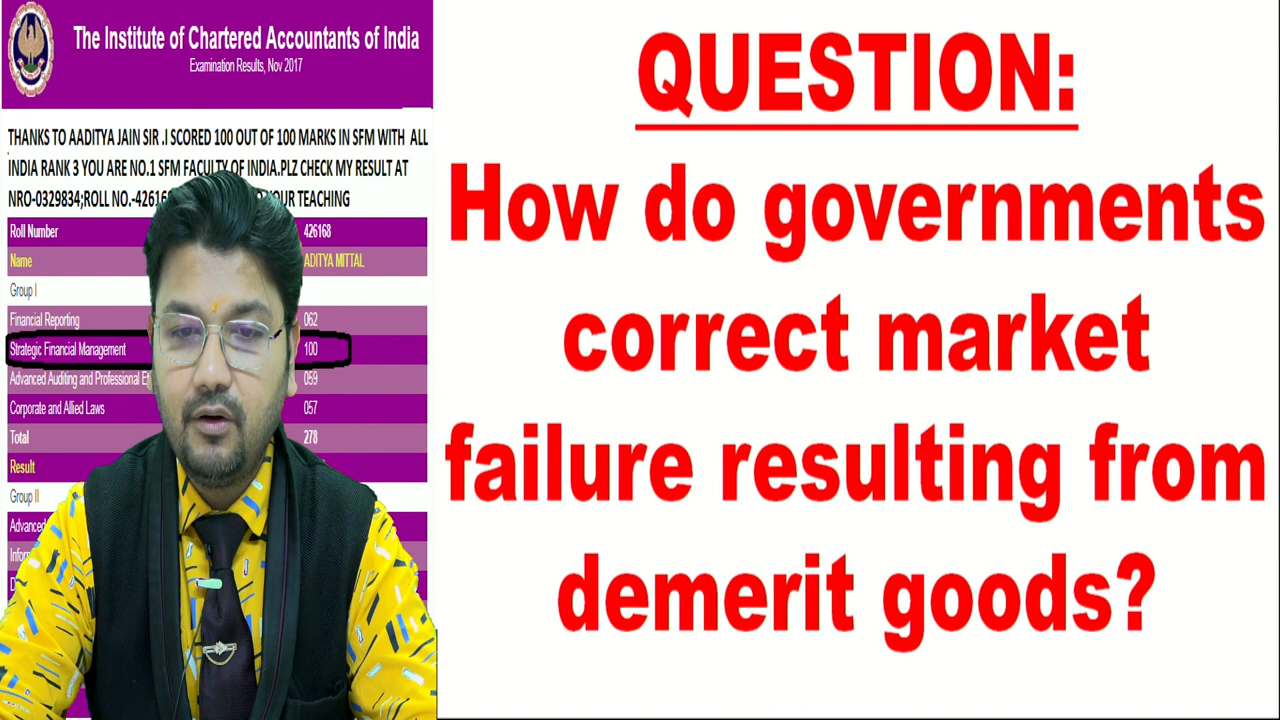 The Institute of Chartered Accountants of India
Examination Results, Nov 2017
THANKS TO AADITYA JAIN SIR .I SCORED 100 OUT OF 100 MARKS IN SFM WITH ALL
INDIA RANK 3 YOU ARE NO.1 SFM FACULTY OF INDIA.PLZ CHECK MY RESULT AT
NRO-0329834;ROLL NO.-42616 YOUR TEACHING
Roll Number 426168
Name ADITYA MITTAL
Group I
Financial Reporting 062
Strategic Financial Management 100
Advanced Auditing and Professional 059
Corporate and Allied Laws 057
Total 278
Result
Group II
Advanced
QUESTION:
How do governments
correct market
failure resulting from
demerit goods?